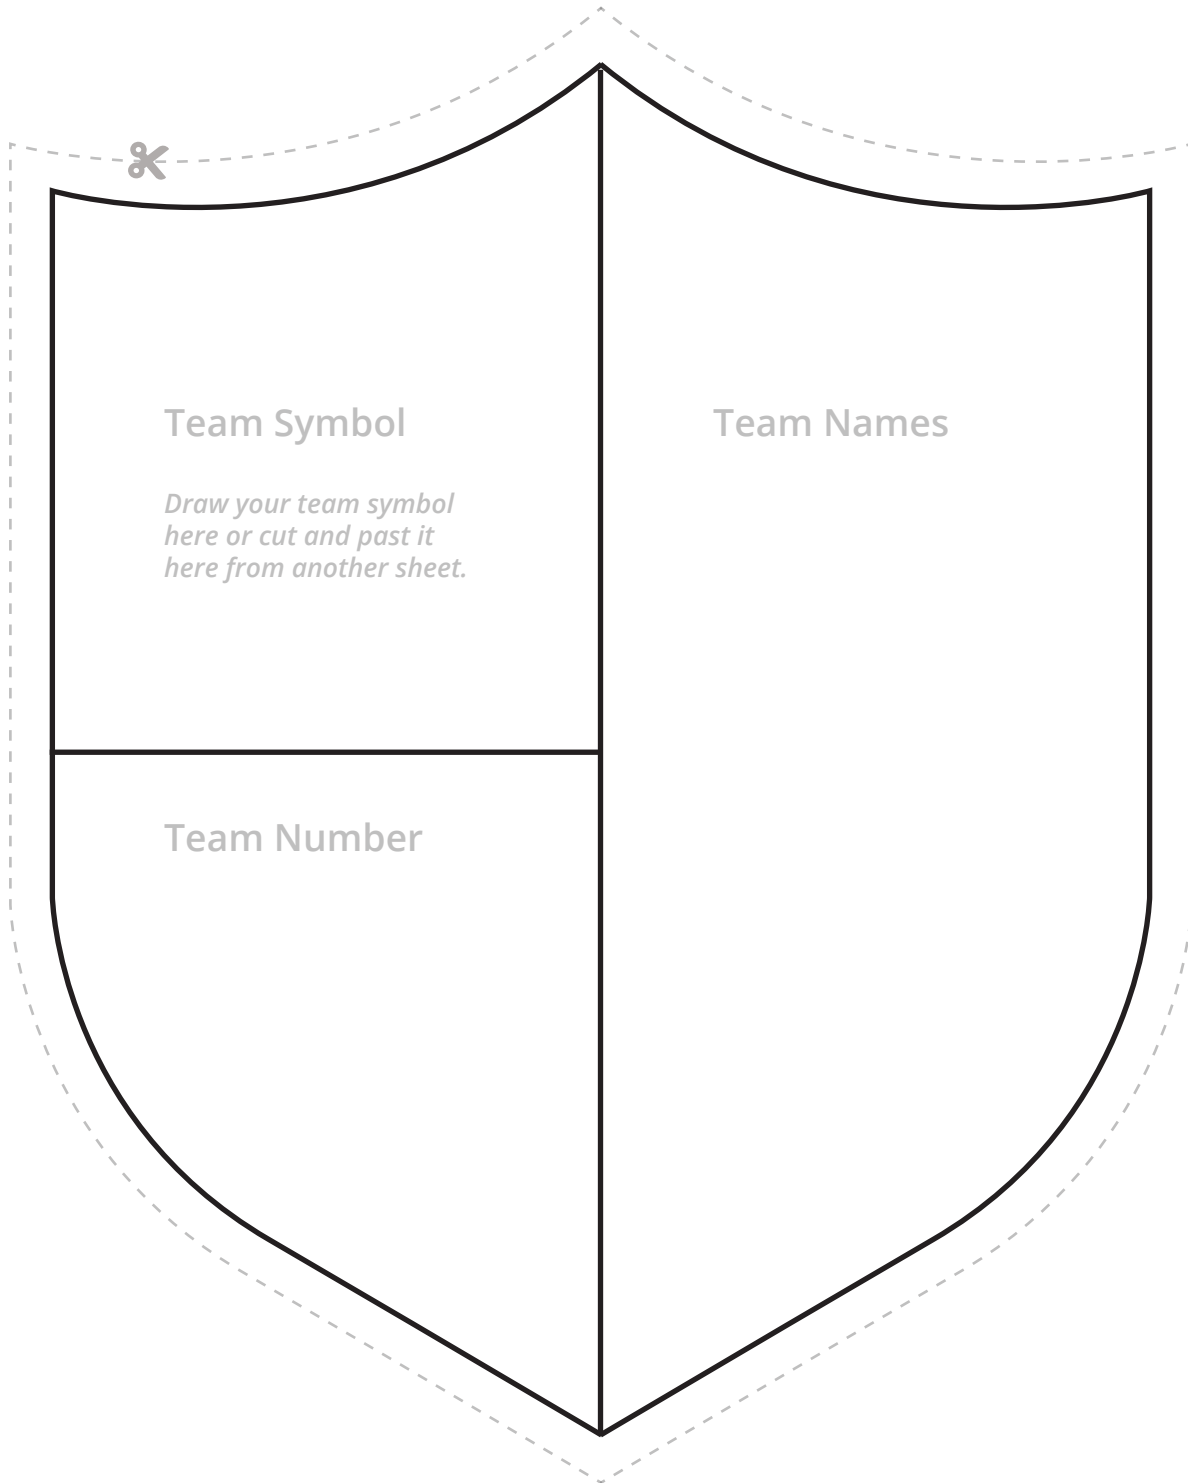 Team Symbol
Draw your team symbol
here or cut and past it
here from another sheet.
Team Names
Team Number